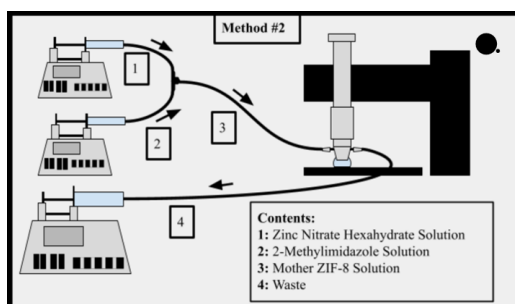 Method #2
1
2
3
4
Contents:
1: Zinc Nitrate Hexahydrate Solution
2: 2-Methylimidazole Solution
3: Mother ZIF-8 Solution
4: Waste